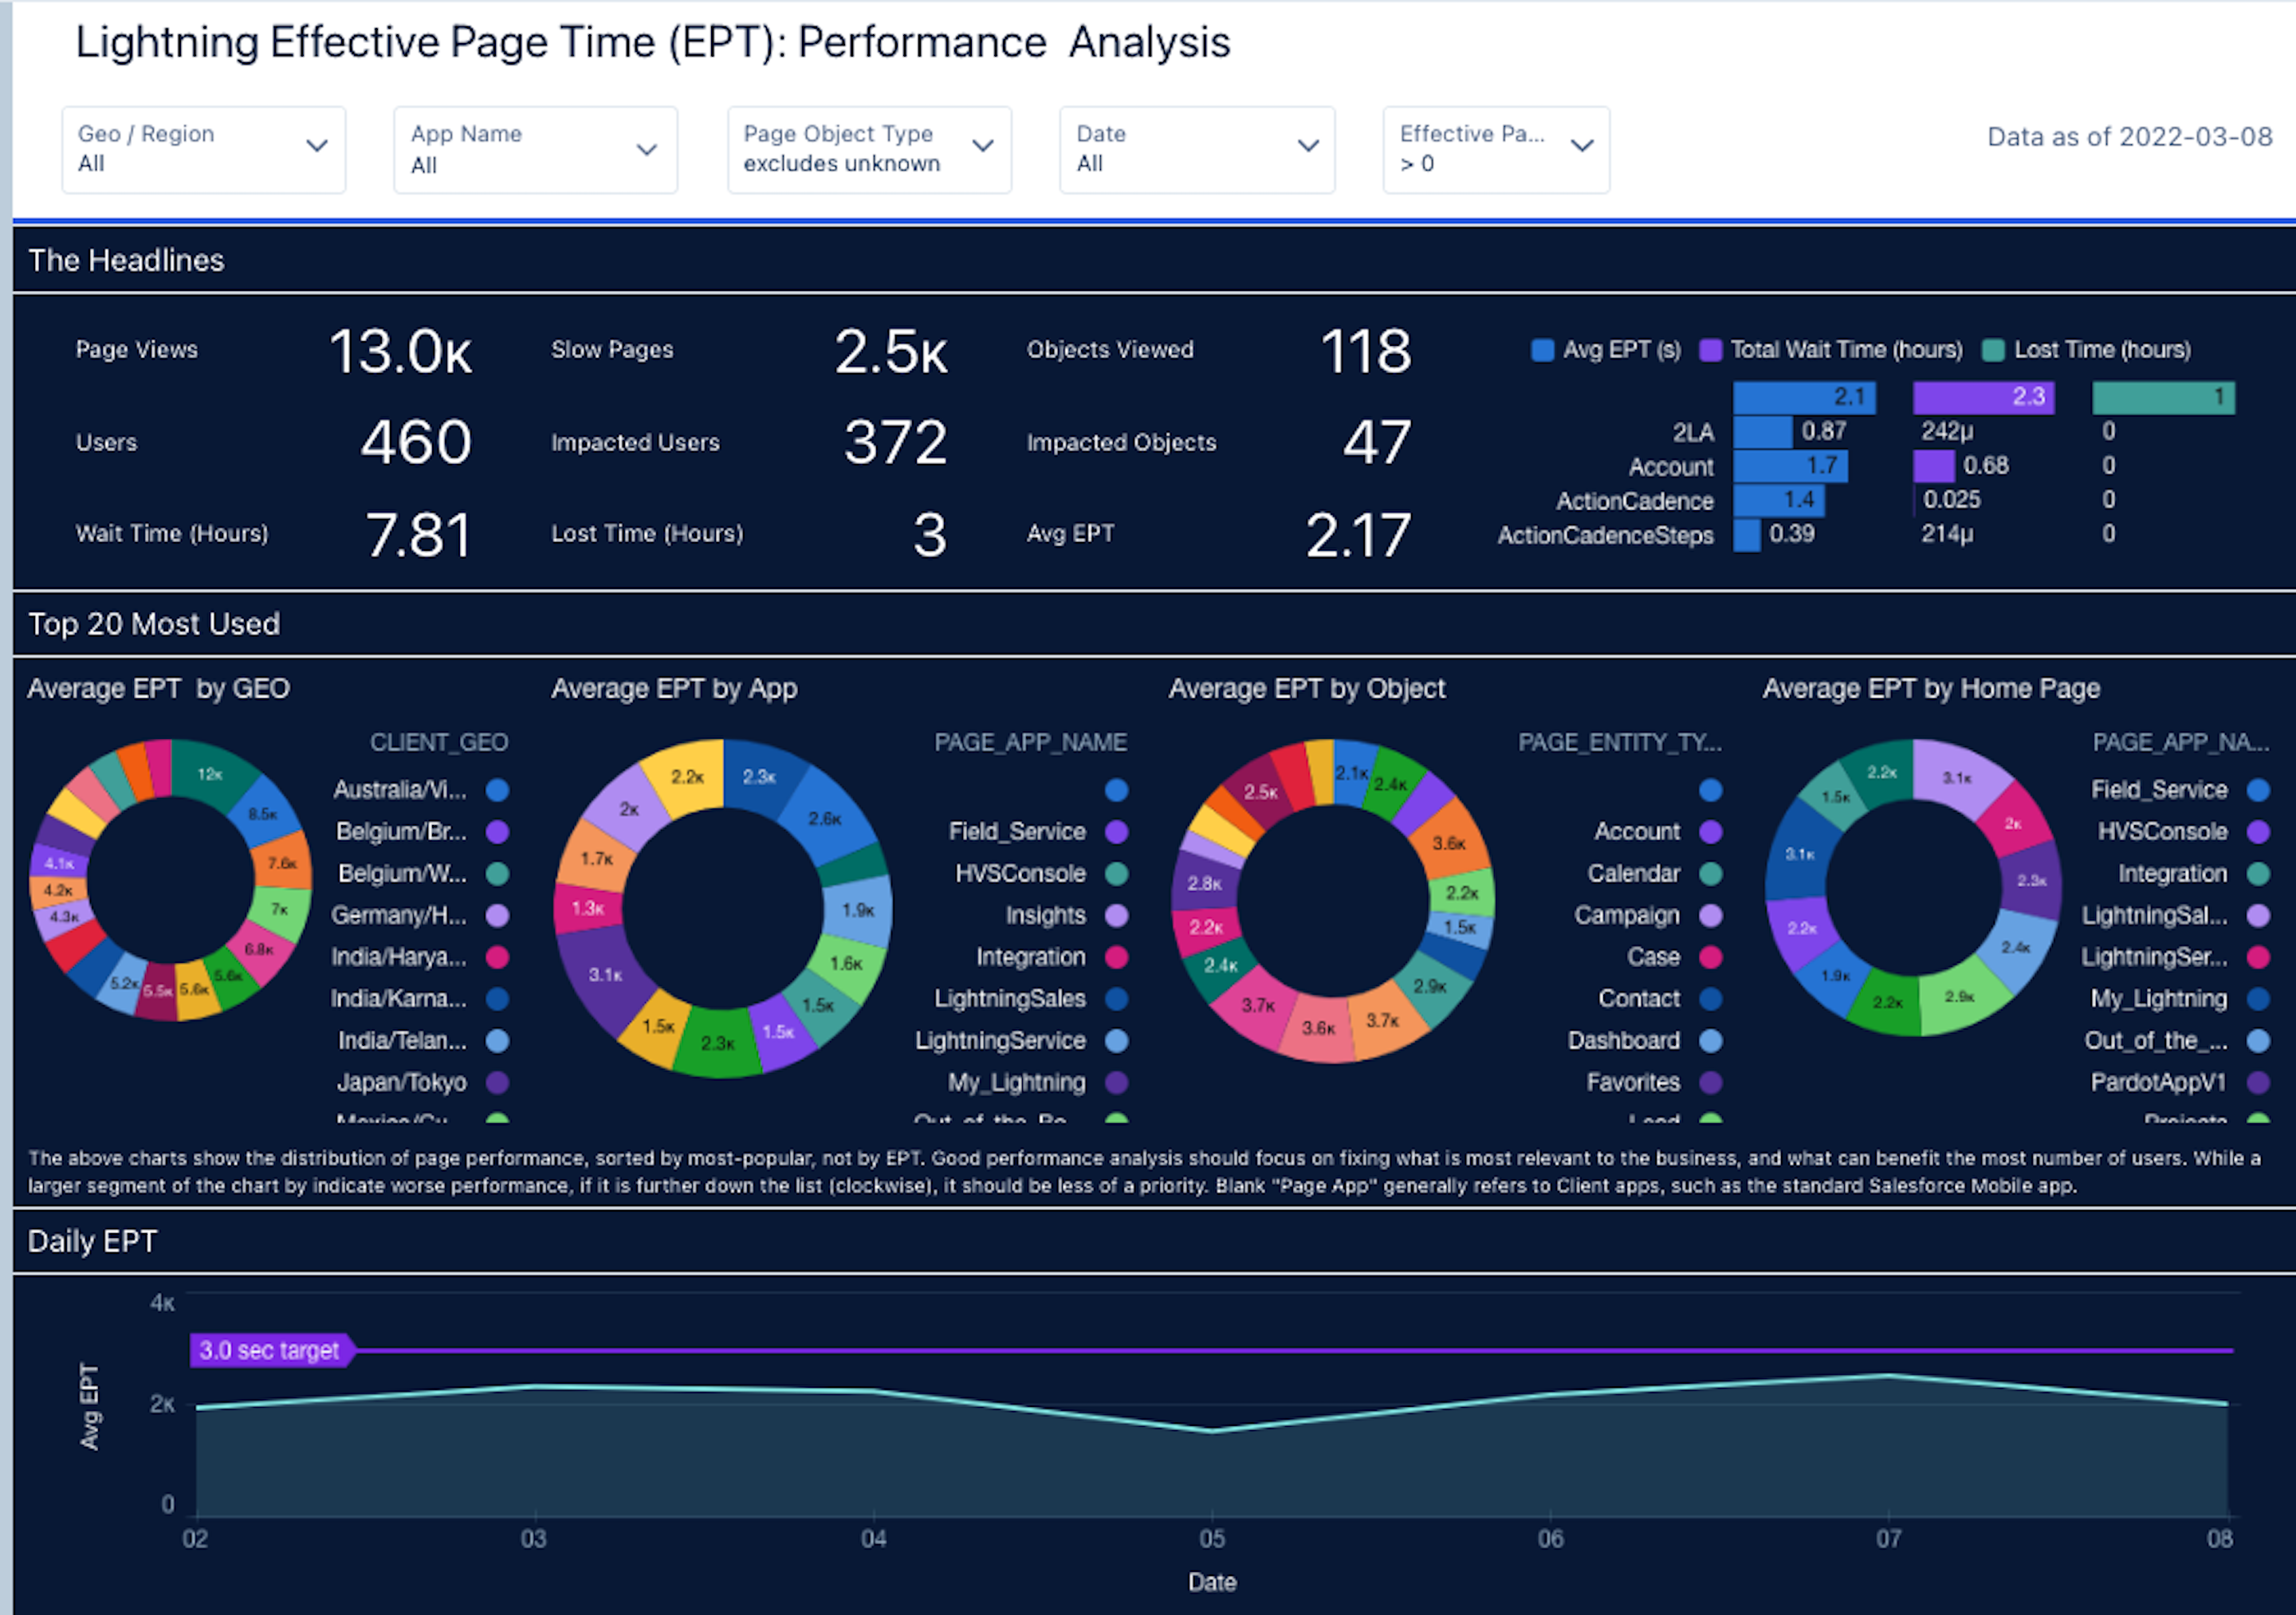 Lightning Effective Page Time (EPT): Performance Analysis
Geo / Region
All
App Name
All
Page Object Type
excludes unknown
Date
All
Effective Pa...
> 0
Data as of 2022-03-08
The Headlines
Page Views 13.0K
Slow Pages 2.5K
Objects Viewed 118
Users 460
Impacted Users 372
Impacted Objects 47
Wait Time (Hours) 7.81
Lost Time (Hours) 3
Avg EPT 2.17
Avg EPT (s) Total Wait Time (hours) Lost Time (hours)
2.1 2.3 1
2LA 0.87 242µ 0
Account 1.7 0.68 0
ActionCadence 1.4 0.025 0
ActionCadenceSteps 0.39 214µ 0
Top 20 Most Used
Average EPT by GEO
12K
8.5K
7.6K
7K
6.8K
5.6K
5.6K
5.5K
5.2K
4.3K
4.2K
4.1K
CLIENT_GEO
Australia/Vi...
Belgium/Br...
Belgium/W...
Germany/H...
India/Harya...
India/Karna...
India/Telan...
Japan/Tokyo
Average EPT by App
2.3K
2.6K
1.9K
1.6K
1.5K
1.5K
2.3K
1.5K
3.1K
1.3K
1.7K
2K
2.2K
PAGE_APP_NAME
Field_Service
HVSConsole
Insights
Integration
LightningSales
LightningService
My_Lightning
Average EPT by Object
2.1K
2.4K
3.6K
2.2K
1.5K
2.9K
3.7K
3.6K
3.7K
2.4K
2.2K
2.8K
2.5K
PAGE_ENTITY_TY...
Account
Calendar
Campaign
Case
Contact
Dashboard
Favorites
Lead
Average EPT by Home Page
3.1K
2K
2.3K
2.4K
2.9K
2.2K
1.9K
2.2K
3.1K
1.5K
2.2K
PAGE_APP_NA...
Field_Service
HVSConsole
Integration
LightningSal...
LightningSer...
My_Lightning
Out_of_the_...
PardotAppV1
The above charts show the distribution of page performance, sorted by most-popular, not by EPT. Good performance analysis should focus on fixing what is most relevant to the business, and what can benefit the most number of users. While a
larger segment of the chart by indicate worse performance, if it is further down the list (clockwise), it should be less of a priority. Blank "Page App" generally refers to Client apps, such as the standard Salesforce Mobile app.
Daily EPT
4K
3.0 sec target
2K
0
Avg EPT
02 03 04 05 06 07 08
Date